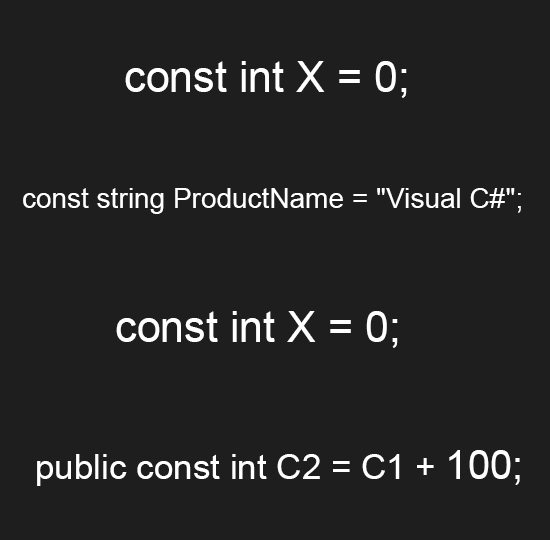 const int X = 0;
const string ProductName = "Visual C#";
const int X = 0;
public const int C2 = C1 + 100;